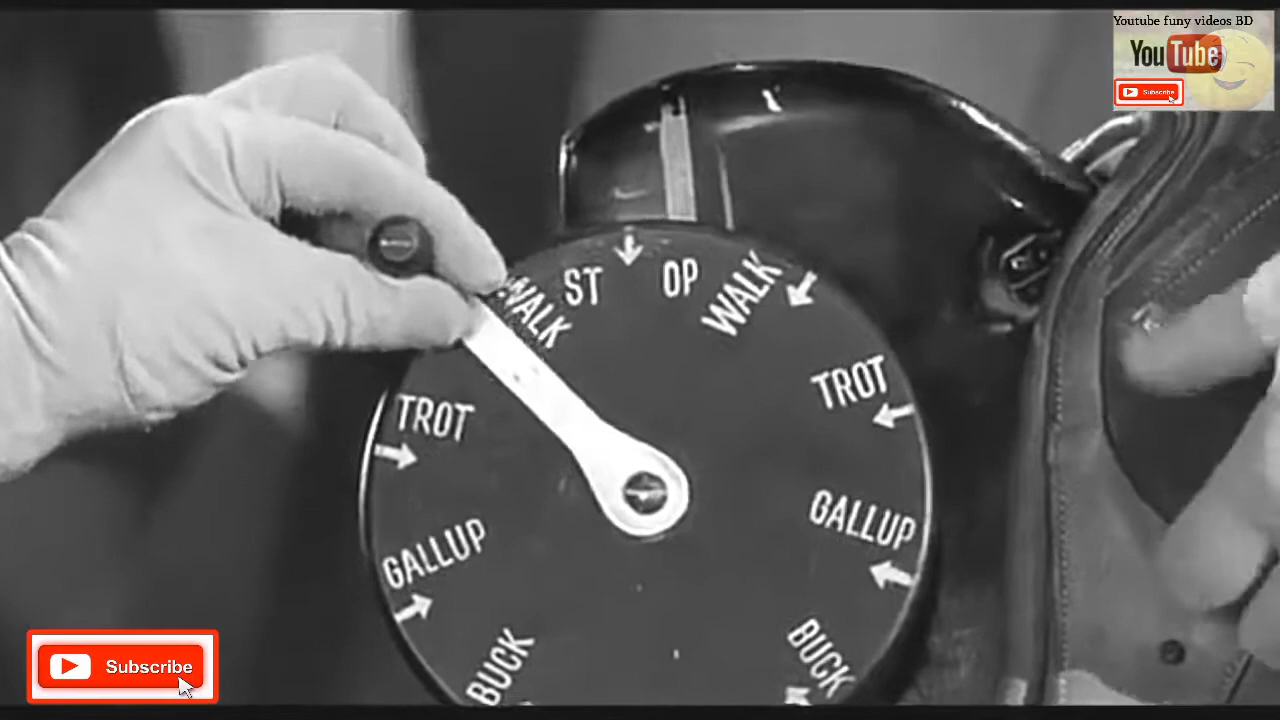 Youtube funy videos BD
YouTube
Subscribe
ST OP
WALK WALK
TROT TROT
GALLUP GALLUP
BUCK BUCK
Subscribe